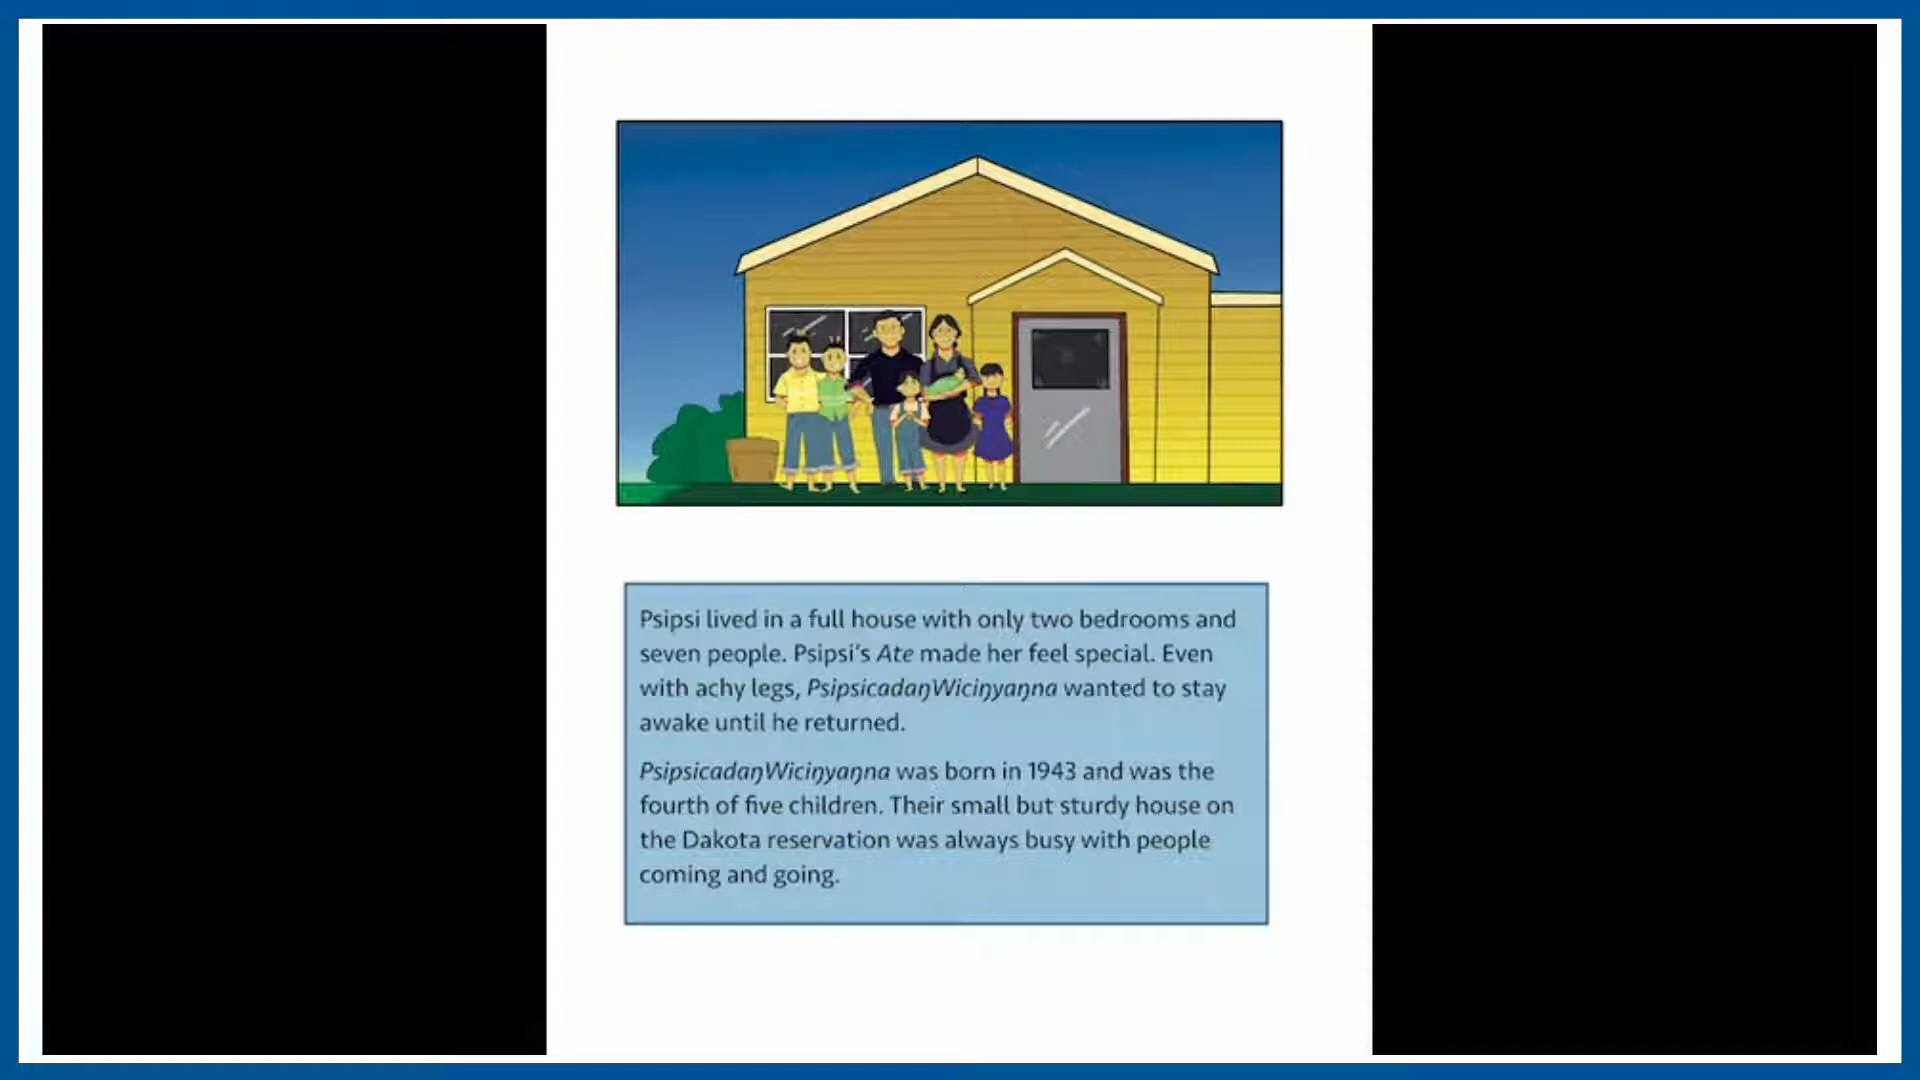 Psipsi lived in a full house with only two bedrooms and
seven people. Psipsi's Ate made her feel special. Even
with achy legs, PsipsicadaŋWiciŋyaŋna wanted to stay
awake until he returned.
PsipsicadaŋWiciŋyaŋna was born in 1943 and was the
fourth of five children. Their small but sturdy house on
the Dakota reservation was always busy with people
coming and going.